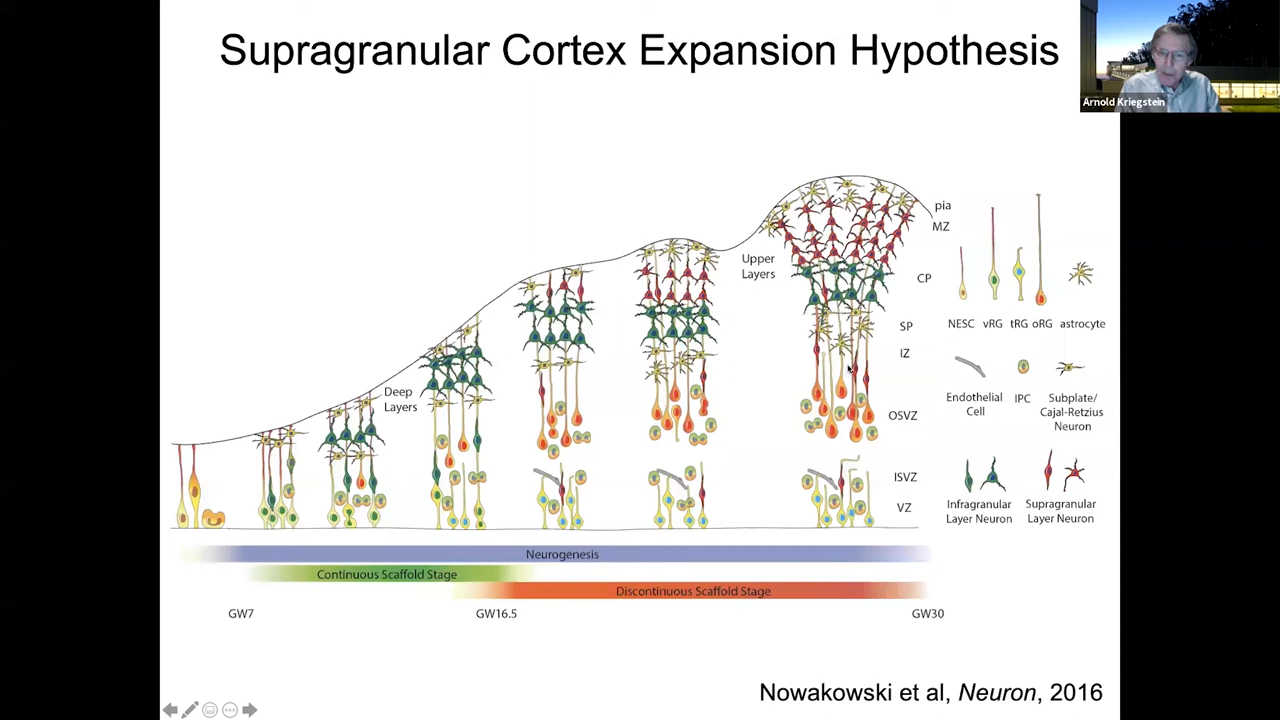 Supragranular Cortex Expansion Hypothesis
Arnold Kriegstein
pia
MZ
Upper
Layers
CP
SP
IZ
NESC vRG tRG oRG astrocyte
Deep
Layers
Endothelial
Cell
IPC
Subplate/
Cajal-Retzius
Neuron
OSVZ
ISVZ
VZ
Infragranular
Layer Neuron
Supragranular
Layer Neuron
Neurogenesis
Continuous Scaffold Stage
Discontinuous Scaffold Stage
GW7
GW16.5
GW30
Nowakowski et al, Neuron, 2016